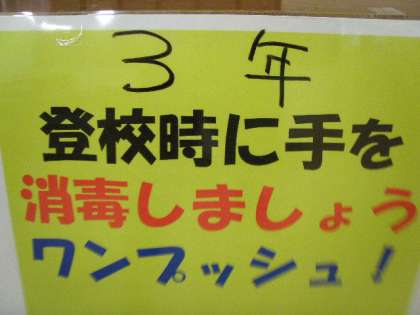 3年
登校時に手を
消毒しましょう
ワンプッシュ!